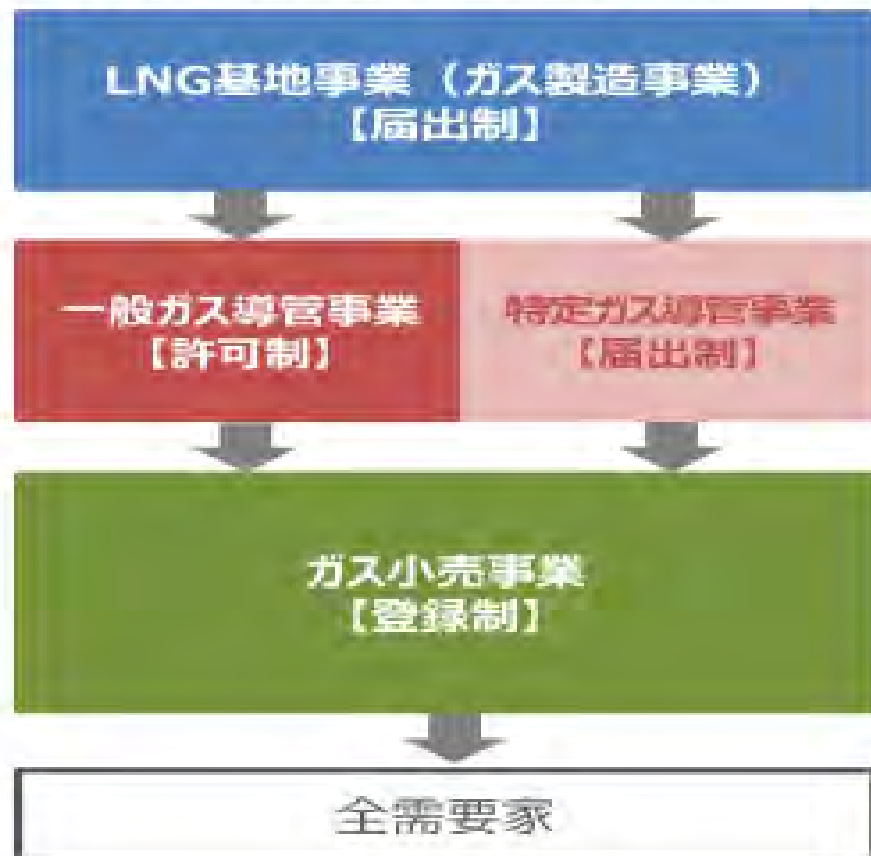 LNG基地事業（ガス製造事業）
【届出制】
一般ガス導管事業
【許可制】
特定ガス導管事業
【届出制】
ガス小売事業
【登録制】
全需要家